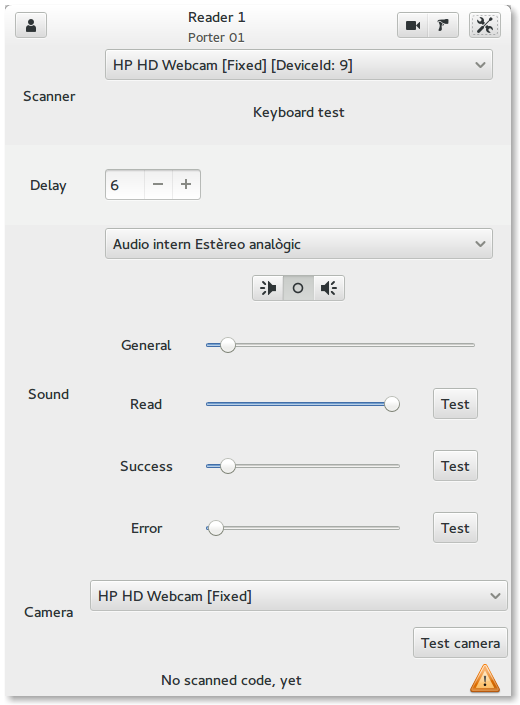 Reader 1
Porter 01
HP HD Webcam [Fixed] [DeviceId: 9]
Scanner
Keyboard test
Delay
6
Audio intern Estèreo analògic
General
Sound
Read
Test
Success
Test
Error
Test
HP HD Webcam [Fixed]
Camera
Test camera
No scanned code, yet